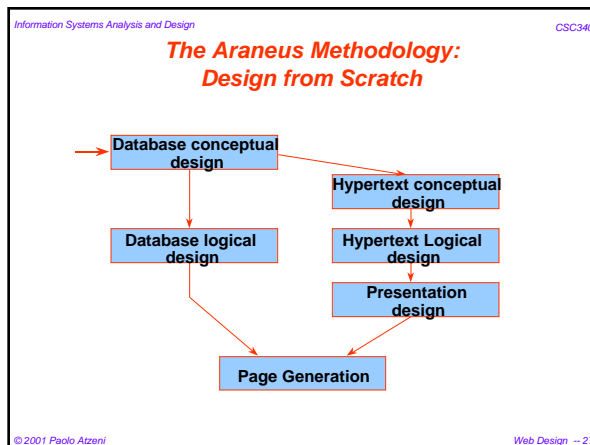 Information Systems Analysis and Design
CSC340
The Araneus Methodology:
Design from Scratch
Database conceptual
design
Hypertext conceptual
design
Database logical
design
Hypertext Logical
design
Presentation
design
Page Generation
© 2001 Paolo Atzeni
Web Design -- 27